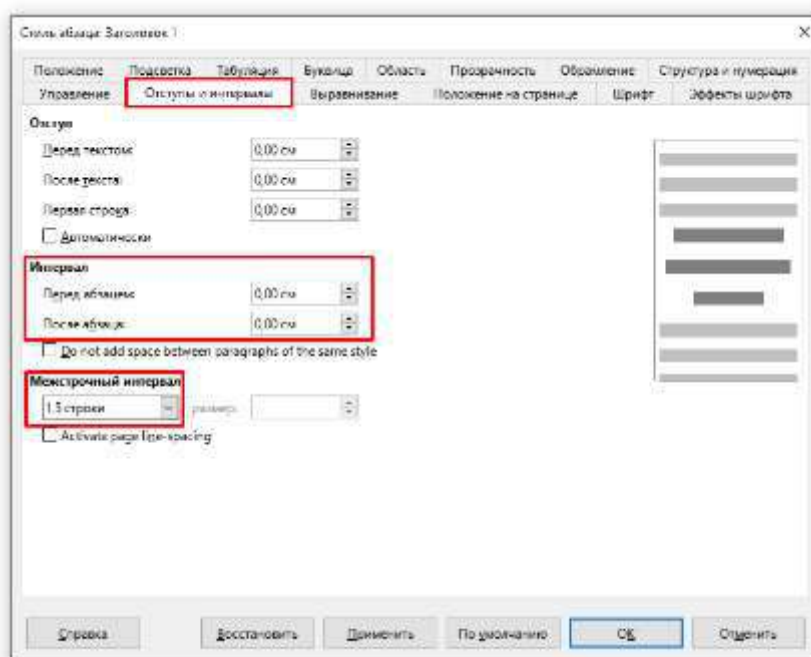 Стиль абзаца: Заголовок 1
Положение Подсветка Табуляция Буквица Область Прозрачность Обрамление Структура и нумерация
Управление Отступы и интервалы Выравнивание Положение на странице Шрифт Эффекты шрифта
Отступ
Перед текстом: 0,00 см
После текста: 0,00 см
Первая строка: 0,00 см
Автоматически
Интервал
Перед абзацем: 0,00 см
После абзаца: 0,00 см
Do not add space between paragraphs of the same style
Межстрочный интервал
1.5 строки размер:
Activate page line-spacing
Справка Восстановить Применить По умолчанию ОК Отменить